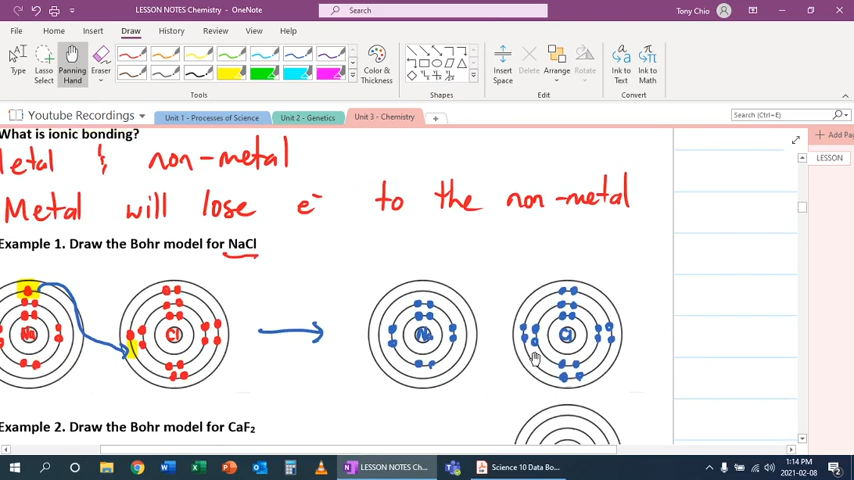 LESSON NOTES Chemistry - OneNote
Search
Tony Chio
File Home Insert Draw History Review View Help
Type
Lasso Select
Panning Hand
Eraser
Color & Thickness
Insert Space
Delete
Arrange
Rotate
Ink to Text
Ink to Math
Tools
Shapes
Edit
Convert
Youtube Recordings
Unit 1 - Processes of Science
Unit 2 - Genetics
Unit 3 - Chemistry
+
Search (Ctrl+E)
What is ionic bonding?
Add Pa
LESSON
etal & non-metal
Metal will lose e⁻ to the non-metal
Example 1. Draw the Bohr model for NaCl
Na Cl Na Cl
Example 2. Draw the Bohr model for CaF₂
LESSON NOTES Che...
Science 10 Data Bo...
1:14 PM
2021-02-08
2